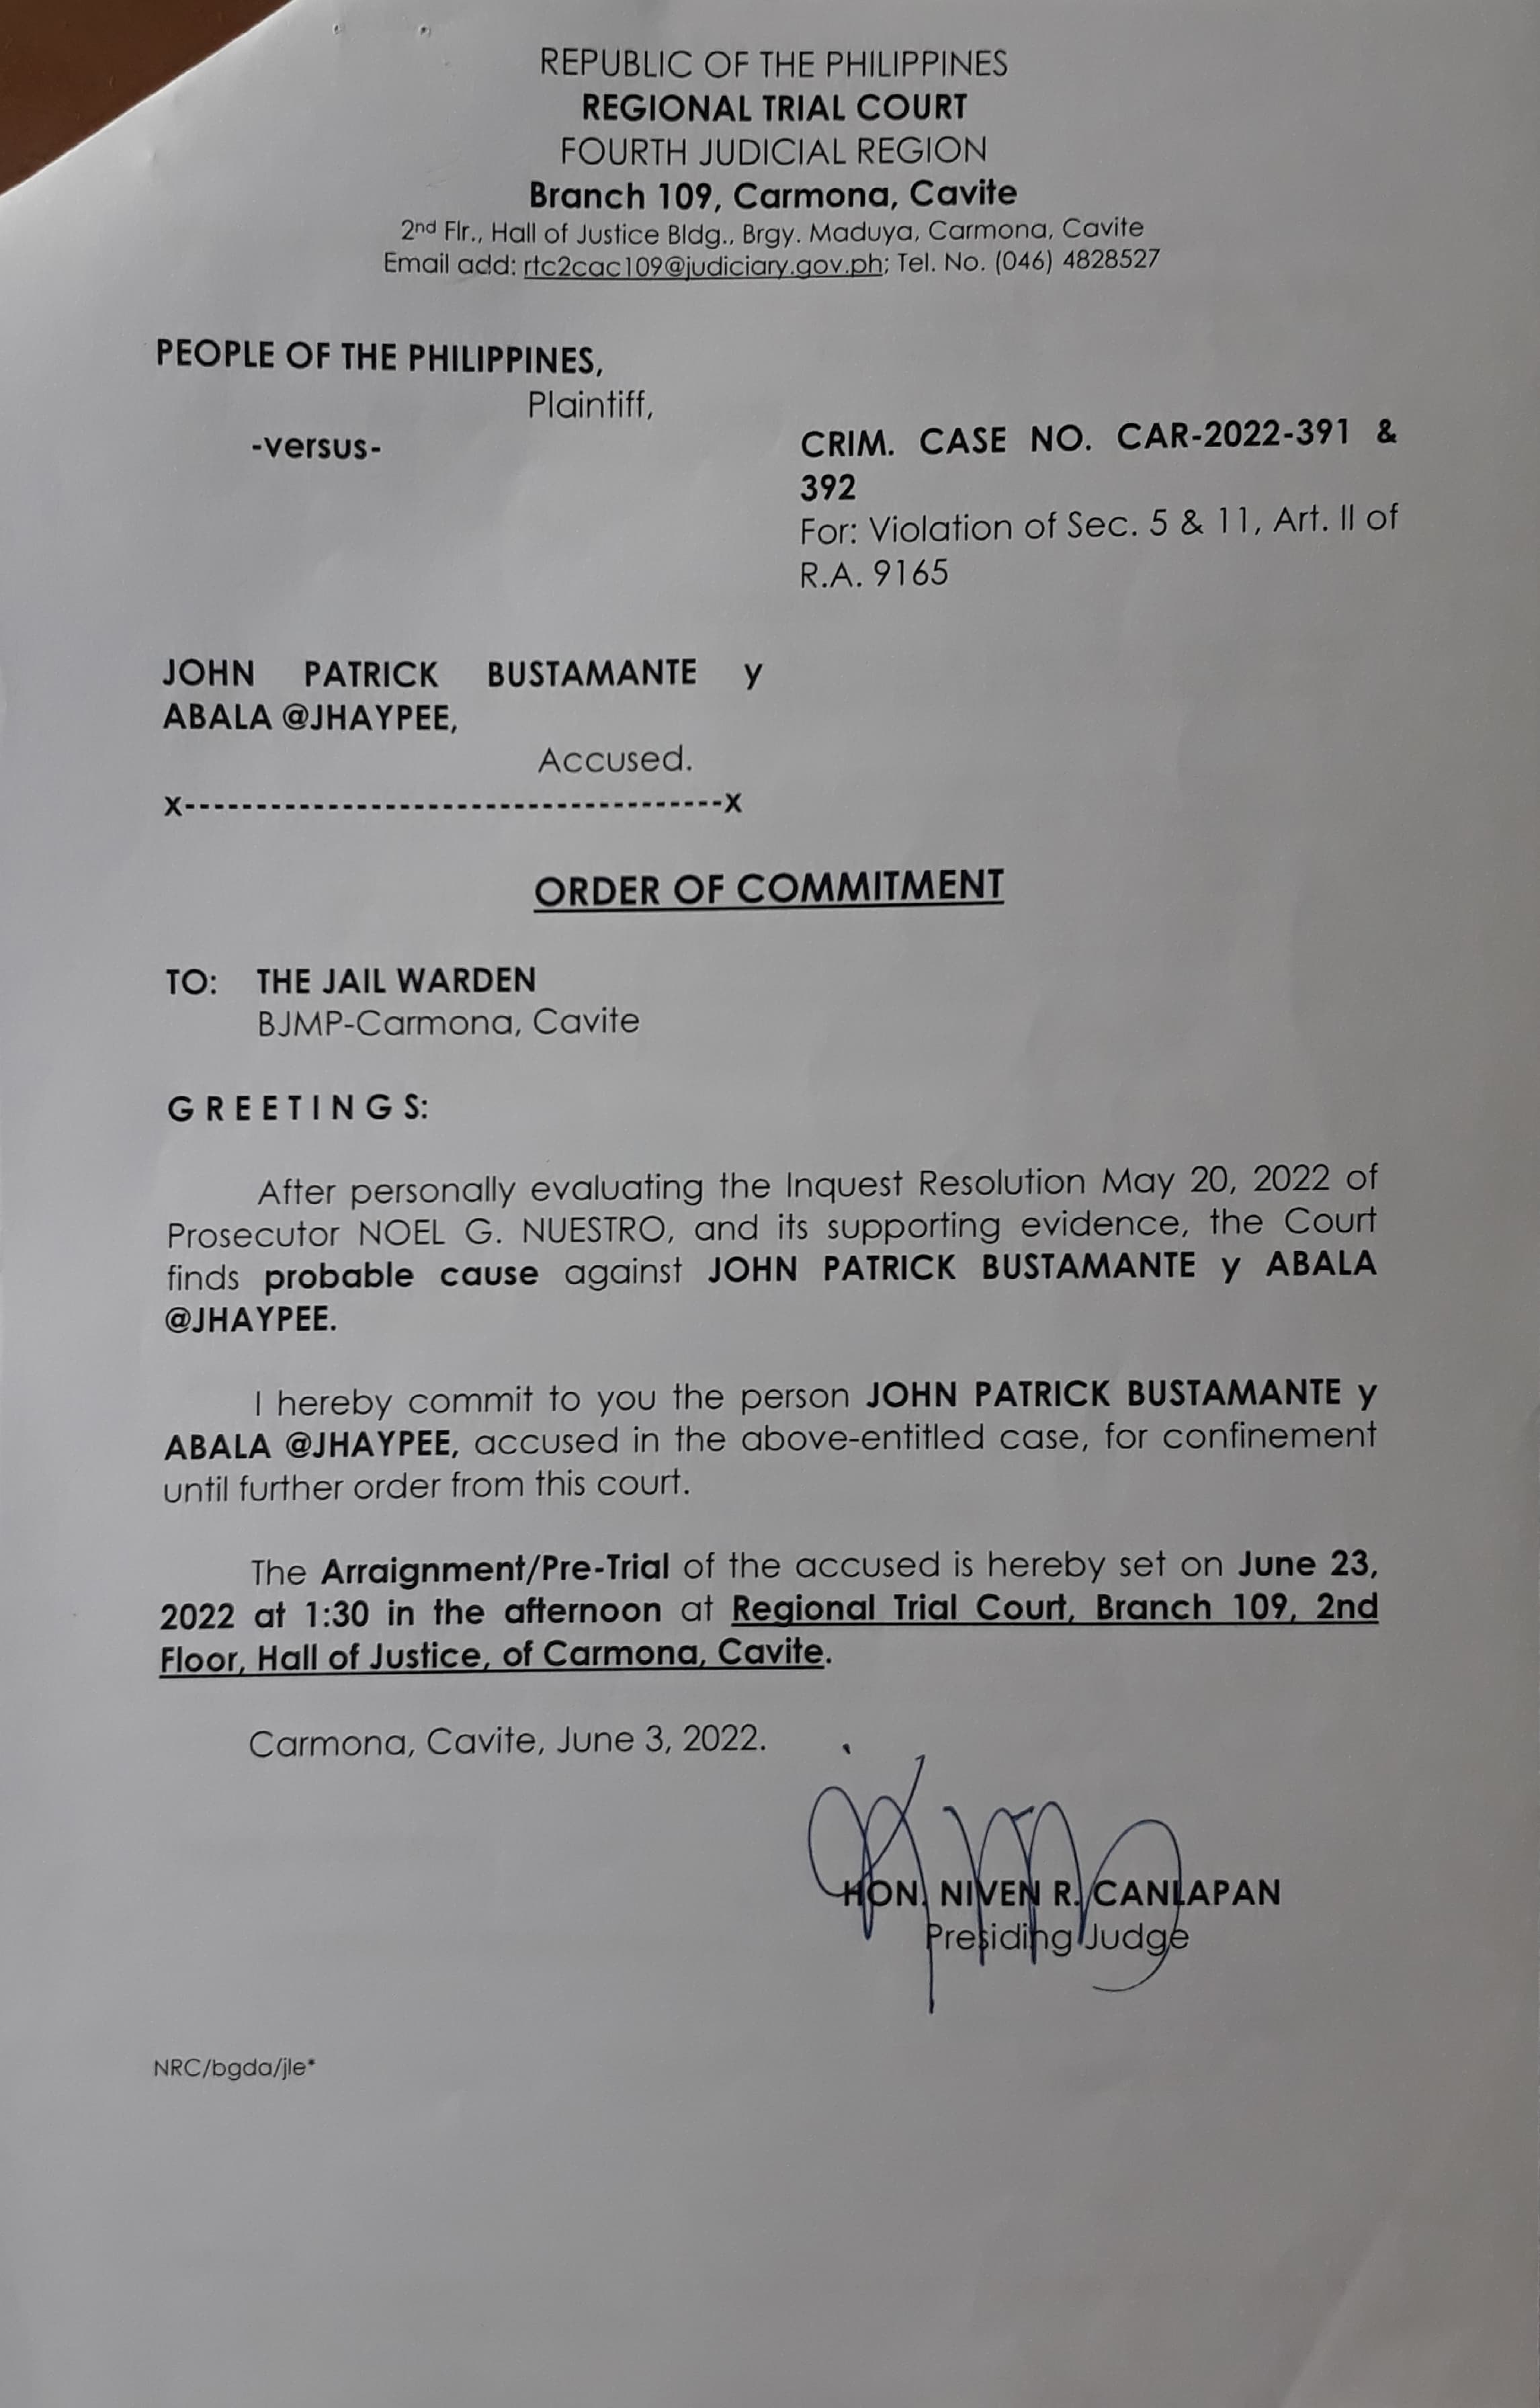 REPUBLIC OF THE PHILIPPINES
REGIONAL TRIAL COURT
FOURTH JUDICIAL REGION
Branch 109, Carmona, Cavite
2nd Flr., Hall of Justice Bldg., Brgy. Maduya, Carmona, Cavite
Email add: rtc2cac109@judiciary.gov.ph; Tel. No. (046) 4828527
PEOPLE OF THE PHILIPPINES,
Plaintiff,
-versus-
CRIM. CASE NO. CAR-2022-391 &
392
For: Violation of Sec. 5 & 11, Art. II of
R.A. 9165
JOHN PATRICK BUSTAMANTE y
ABALA @JHAYPEE,
Accused.
x--------------------------------------x
ORDER OF COMMITMENT
TO: THE JAIL WARDEN
BJMP-Carmona, Cavite
G R E E T I N G S:
After personally evaluating the Inquest Resolution May 20, 2022 of
Prosecutor NOEL G. NUESTRO, and its supporting evidence, the Court
finds probable cause against JOHN PATRICK BUSTAMANTE y ABALA
@JHAYPEE.
I hereby commit to you the person JOHN PATRICK BUSTAMANTE y
ABALA @JHAYPEE, accused in the above-entitled case, for confinement
until further order from this court.
The Arraignment/Pre-Trial of the accused is hereby set on June 23,
2022 at 1:30 in the afternoon at Regional Trial Court, Branch 109, 2nd
Floor, Hall of Justice, of Carmona, Cavite.
Carmona, Cavite, June 3, 2022.
HON. NIVEN R. CANLAPAN
Presiding Judge
NRC/bgda/jle*